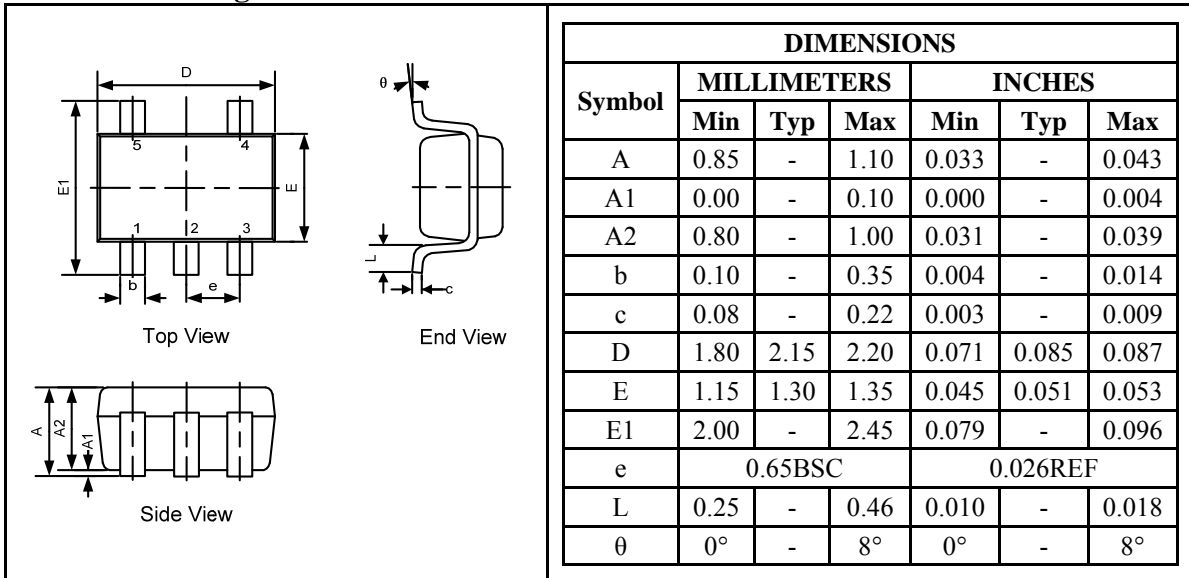 D
θ
5 4
E1
E
1 2 3
L
b
e
c
Top View
End View
A
A2
A1
Side View
DIMENSIONS
Symbol MILLIMETERS INCHES
Min Typ Max Min Typ Max
A 0.85 - 1.10 0.033 - 0.043
A1 0.00 - 0.10 0.000 - 0.004
A2 0.80 - 1.00 0.031 - 0.039
b 0.10 - 0.35 0.004 - 0.014
c 0.08 - 0.22 0.003 - 0.009
D 1.80 2.15 2.20 0.071 0.085 0.087
E 1.15 1.30 1.35 0.045 0.051 0.053
E1 2.00 - 2.45 0.079 - 0.096
e 0.65BSC 0.026REF
L 0.25 - 0.46 0.010 - 0.018
θ 0° - 8° 0° - 8°